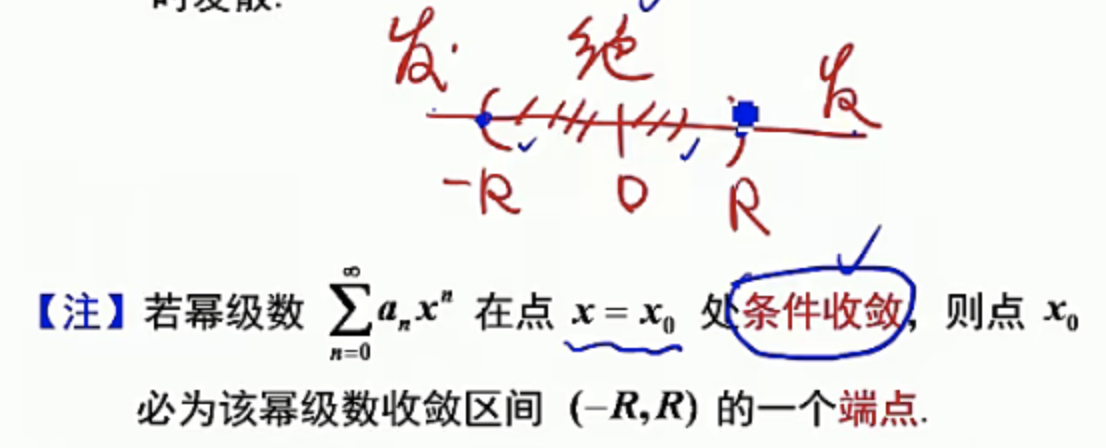 时发散.
发 绝 发
-R 0 R
【注】若幂级数 $\sum_{n=0}^{\infty} a_n x^n$ 在点 $x = x_0$ 处条件收敛, 则点 $x_0$
必为该幂级数收敛区间 $(-R, R)$ 的一个端点.